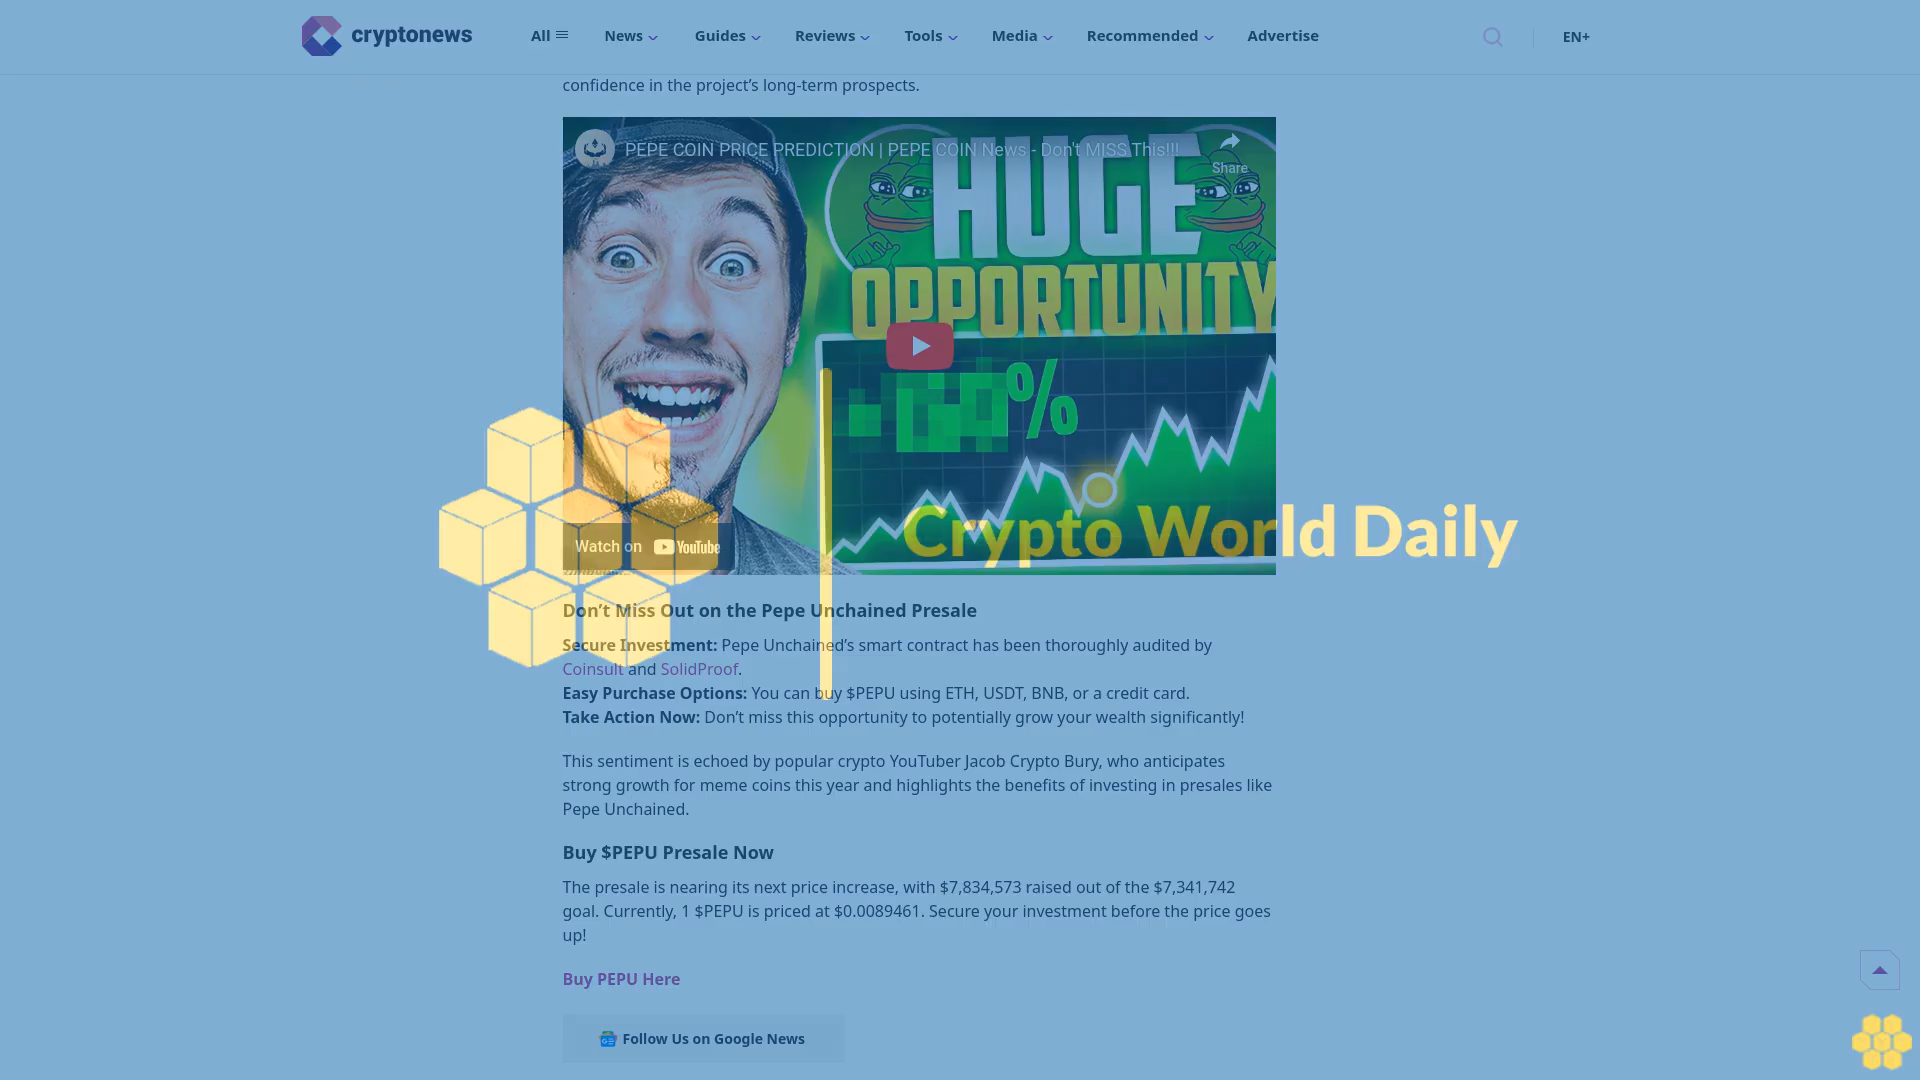 cryptonews
All
News
Guides
Reviews
Tools
Media
Recommended
Advertise
EN+
confidence in the project’s long-term prospects.
PEPE COIN PRICE PREDICTION | PEPE COIN News - Don't MISS This!!!
Share
HUGE
OPPORTUNITY
%
Crypto World Daily
Watch on YouTube
Don’t Miss Out on the Pepe Unchained Presale
Secure Investment: Pepe Unchained’s smart contract has been thoroughly audited by
Coinsult and SolidProof.
Easy Purchase Options: You can buy $PEPU using ETH, USDT, BNB, or a credit card.
Take Action Now: Don’t miss this opportunity to potentially grow your wealth significantly!
This sentiment is echoed by popular crypto YouTuber Jacob Crypto Bury, who anticipates
strong growth for meme coins this year and highlights the benefits of investing in presales like
Pepe Unchained.
Buy $PEPU Presale Now
The presale is nearing its next price increase, with $7,834,573 raised out of the $7,341,742
goal. Currently, 1 $PEPU is priced at $0.0089461. Secure your investment before the price goes
up!
Buy PEPU Here
Follow Us on Google News